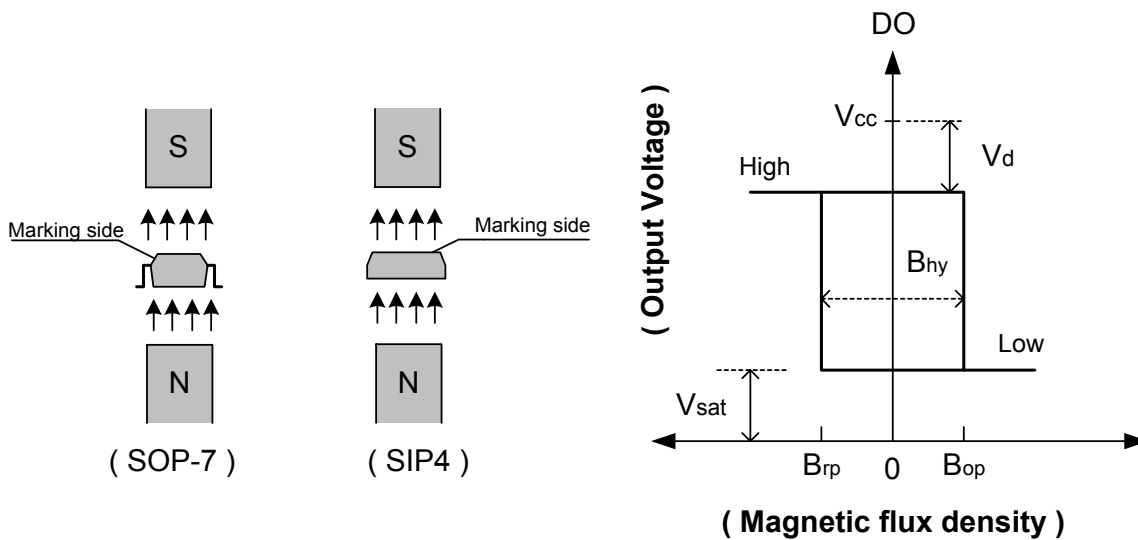 S
S
Marking side
Marking side
N
N
( SOP-7 )
( SIP4 )
DO
( Output Voltage )
Vcc
Vd
High
Bhy
Low
Vsat
Brp
0
Bop
( Magnetic flux density )